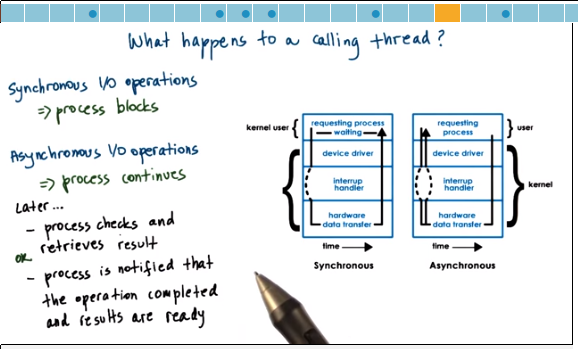 What happens to a calling thread?
Synchronous I/O operations
=> process blocks
Asynchronous I/O operations
=> process continues
Later...
- process checks and
retrieves result
OR
- process is notified that
the operation completed
and results are ready
kernel user
requesting process
waiting
device driver
interrup
handler
hardware
data transfer
time
Synchronous
requesting
process
device driver
interrup
handler
hardware
data transfer
time
Asynchronous
user
kernel